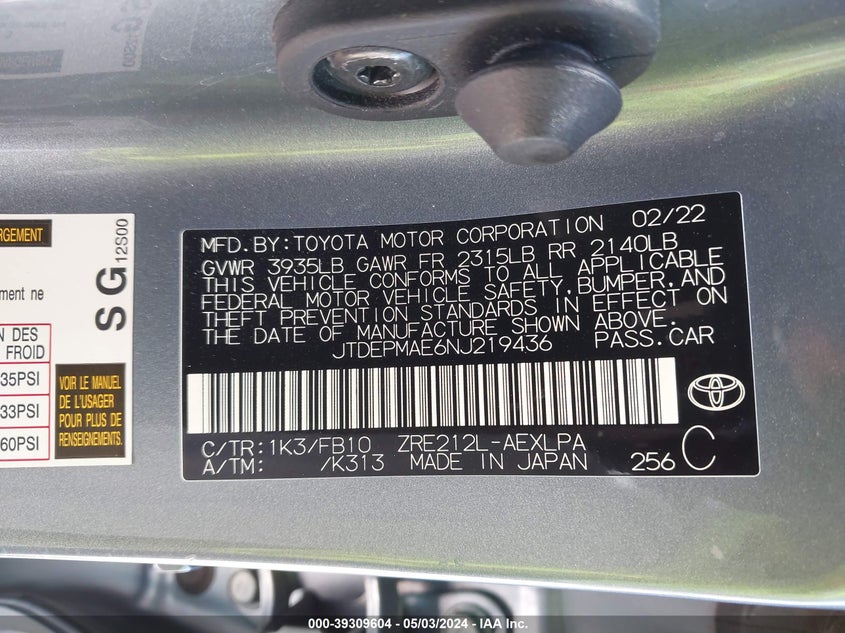 RGEMENT
SG 12S00
ement ne
N DES
FROID
35PSI
33PSI
60PSI
VOIR LE MANUEL
DE L'USAGER
POUR PLUS DE
RENSEIGNEMENTS.
MFD.BY:TOYOTA MOTOR CORPORATION 02/22
GVWR 3935LB GAWR FR 2315LB RR 2140LB
THIS VEHICLE CONFORMS TO ALL APPLICABLE
FEDERAL MOTOR VEHICLE SAFETY,BUMPER,AND
THEFT PREVENTION STANDARDS IN EFFECT ON
THE DATE OF MANUFACTURE SHOWN ABOVE.
JTDEPMAE6NJ219436 PASS.CAR
C/TR:1K3/FB10 ZRE212L-AEXLPA
A/TM: /K313 MADE IN JAPAN 256 C
000-39309604 - 05/03/2024 - IAA Inc.